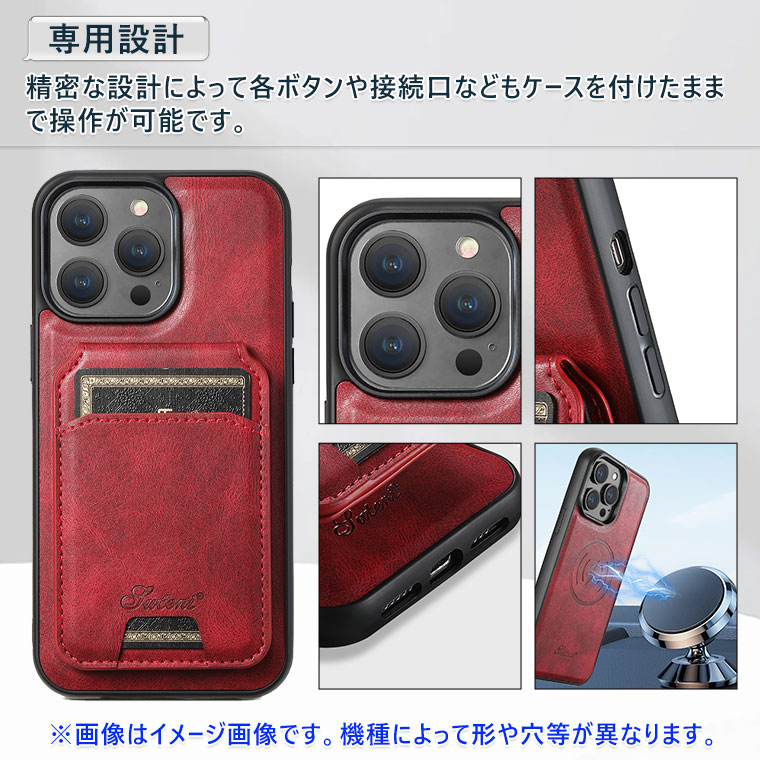 専用設計
精密な設計によって各ボタンや接続口などもケースを付けたまま
で操作が可能です。
Suteni®
Suteni
※画像はイメージ画像です。機種によって形や穴等が異なります。